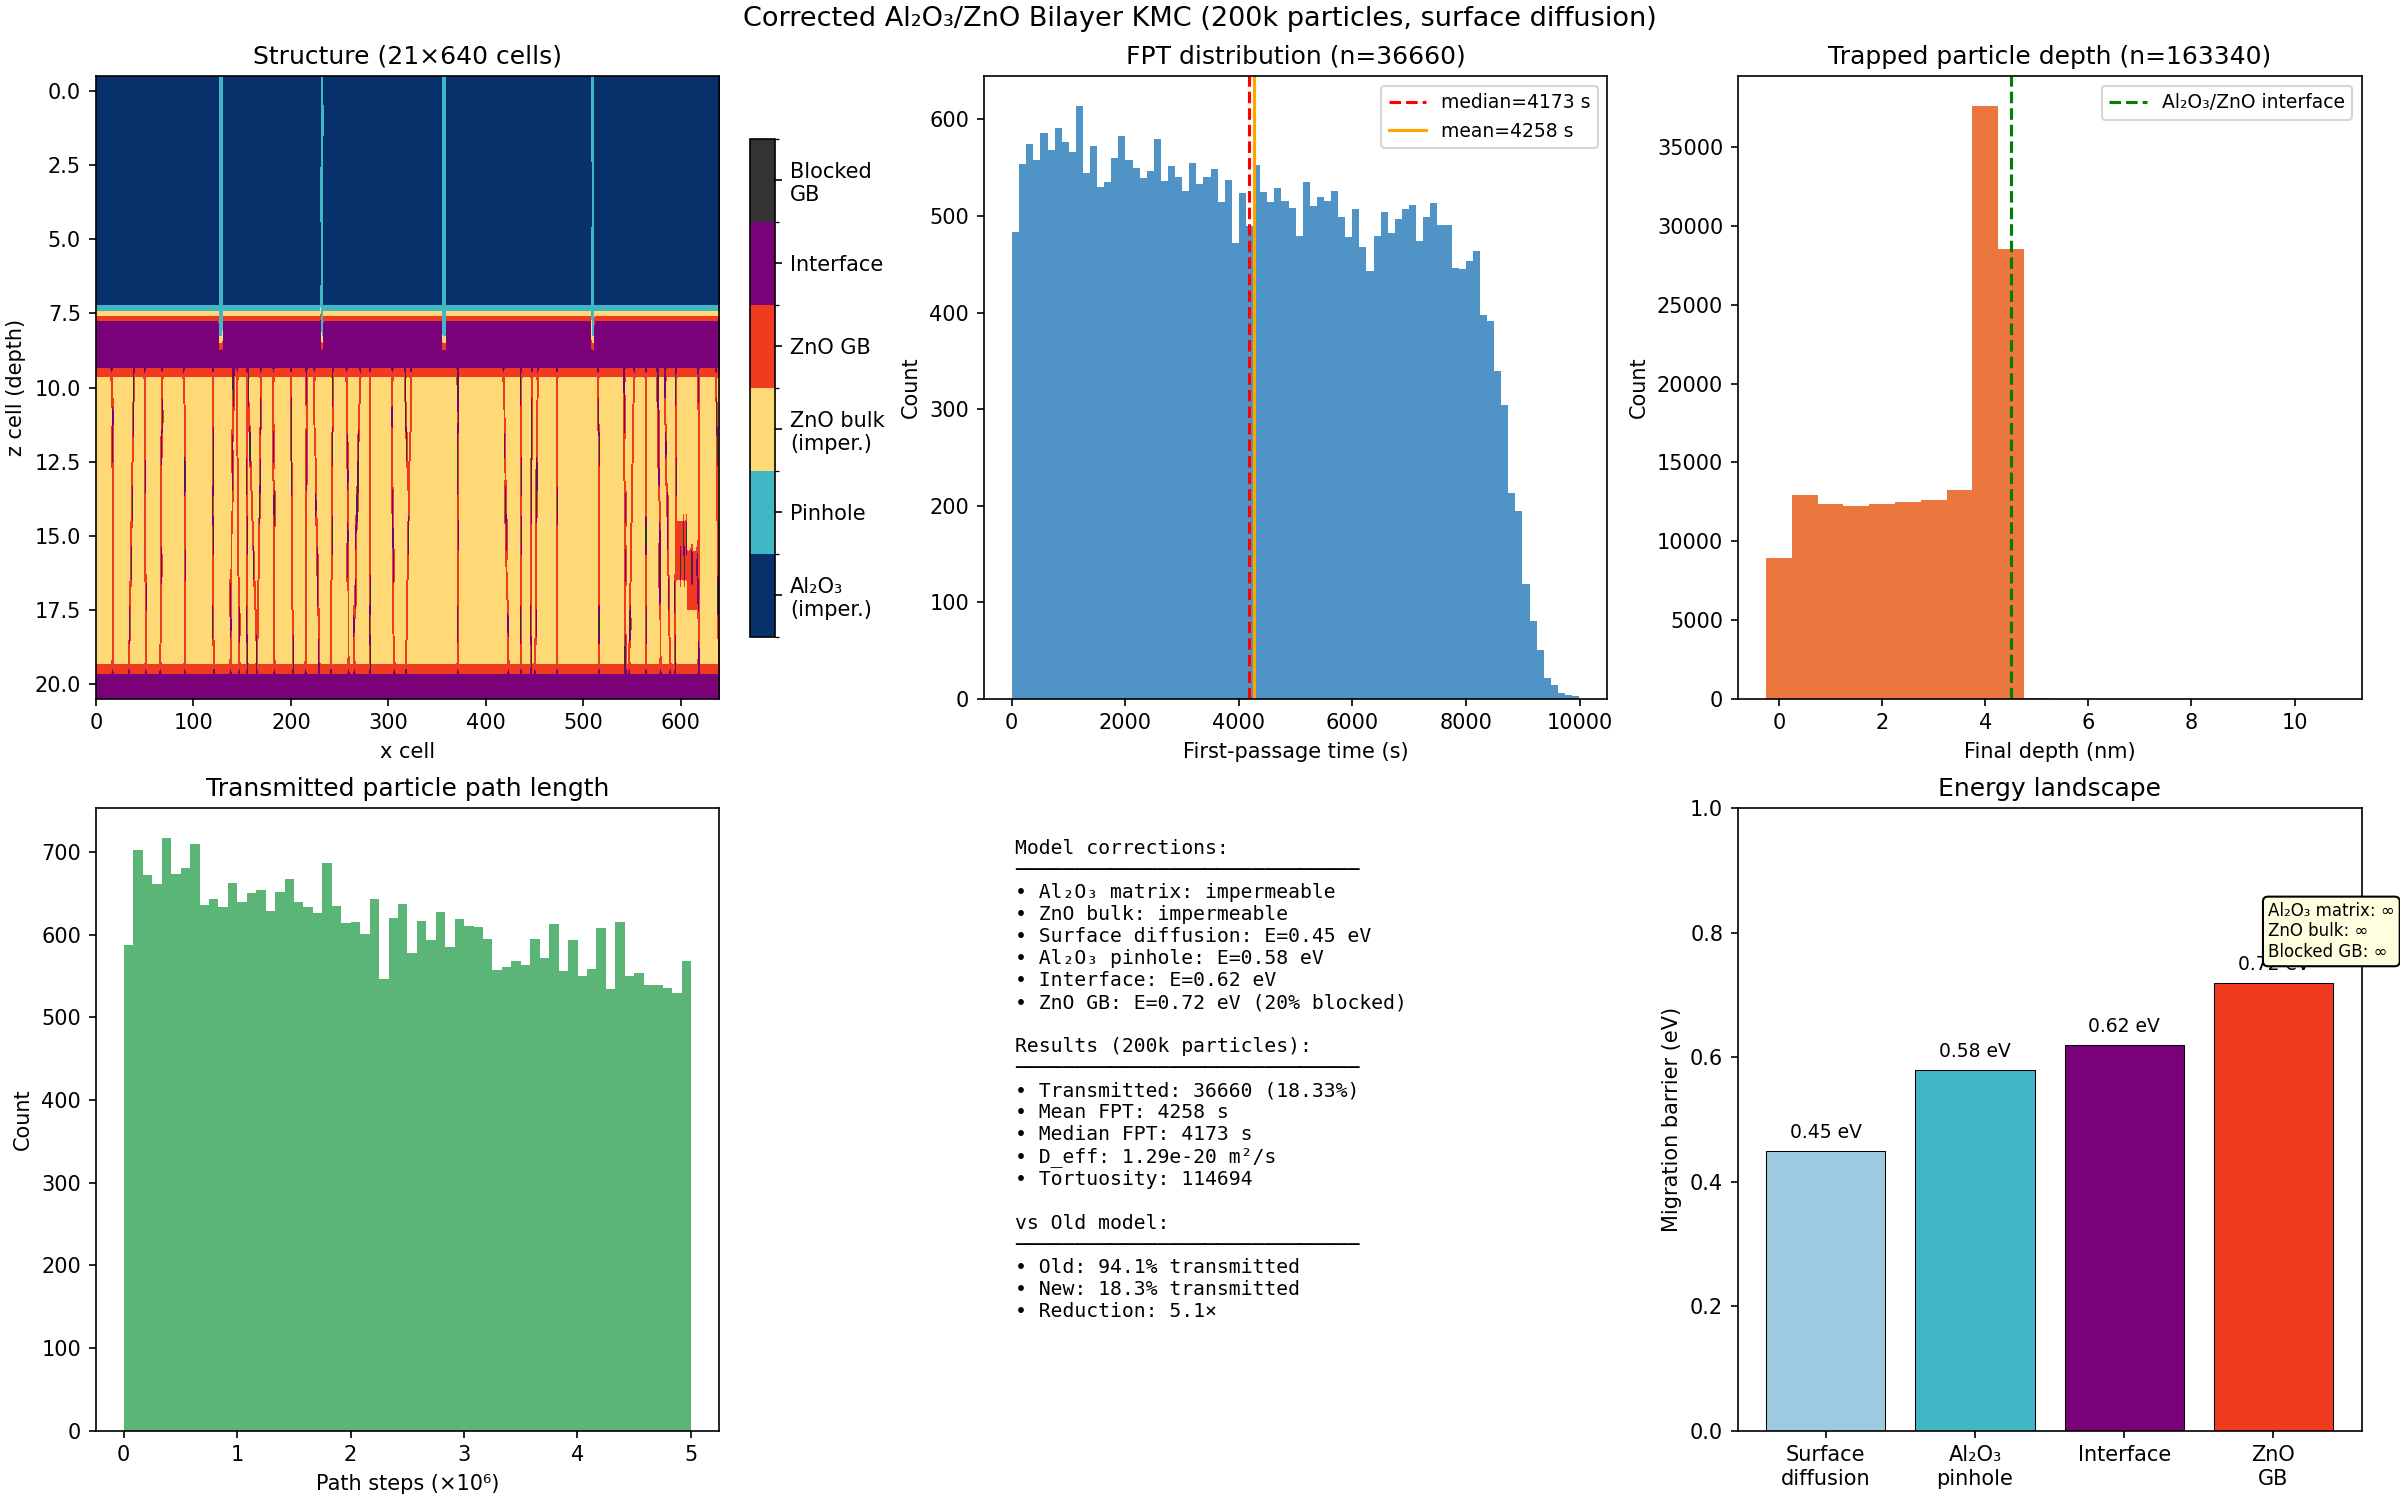 Corrected Al₂O₃/ZnO Bilayer KMC (200k particles, surface diffusion)
Structure (21×640 cells)
0.0
2.5
5.0
7.5
10.0
12.5
15.0
17.5
20.0
z cell (depth)
0
100
200
300
400
500
600
x cell
Blocked
GB
Interface
ZnO GB
ZnO bulk
(imper.)
Pinhole
Al₂O₃
(imper.)
FPT distribution (n=36660)
median=4173 s
mean=4258 s
600
500
400
300
200
100
0
Count
0
2000
4000
6000
8000
10000
First-passage time (s)
Trapped particle depth (n=163340)
Al₂O₃/ZnO interface
35000
30000
25000
20000
15000
10000
5000
0
Count
0
2
4
6
8
10
Final depth (nm)
Transmitted particle path length
700
600
500
400
300
200
100
0
Count
0
1
2
3
4
5
Path steps (×10⁶)
Model corrections:
• Al₂O₃ matrix: impermeable
• ZnO bulk: impermeable
• Surface diffusion: E=0.45 eV
• Al₂O₃ pinhole: E=0.58 eV
• Interface: E=0.62 eV
• ZnO GB: E=0.72 eV (20% blocked)
Results (200k particles):
• Transmitted: 36660 (18.33%)
• Mean FPT: 4258 s
• Median FPT: 4173 s
• D_eff: 1.29e-20 m²/s
• Tortuosity: 114694
vs Old model:
• Old: 94.1% transmitted
• New: 18.3% transmitted
• Reduction: 5.1×
Energy landscape
1.0
0.8
0.6
0.4
0.2
0.0
Migration barrier (eV)
Al₂O₃ matrix: ∞
ZnO bulk: ∞
Blocked GB: ∞
0.72 eV
0.62 eV
0.58 eV
0.45 eV
Surface
diffusion
Al₂O₃
pinhole
Interface
ZnO
GB